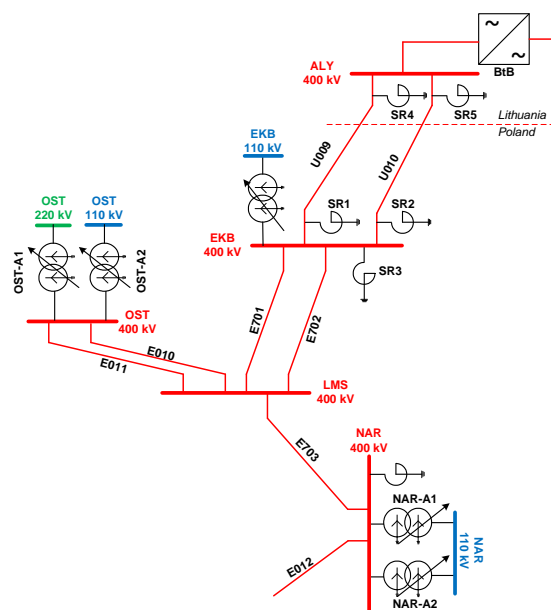 BtB
ALY
400 kV
SR4
SR5
Lithuania
Poland
EKB
110 kV
U009
U010
OST
220 kV
OST
110 kV
SR1
SR2
EKB
400 kV
OST-A1
OST-A2
SR3
OST
400 kV
E701
E702
E010
E011
LMS
400 kV
E703
NAR
400 kV
NAR-A1
NAR
110 kV
E012
NAR-A2